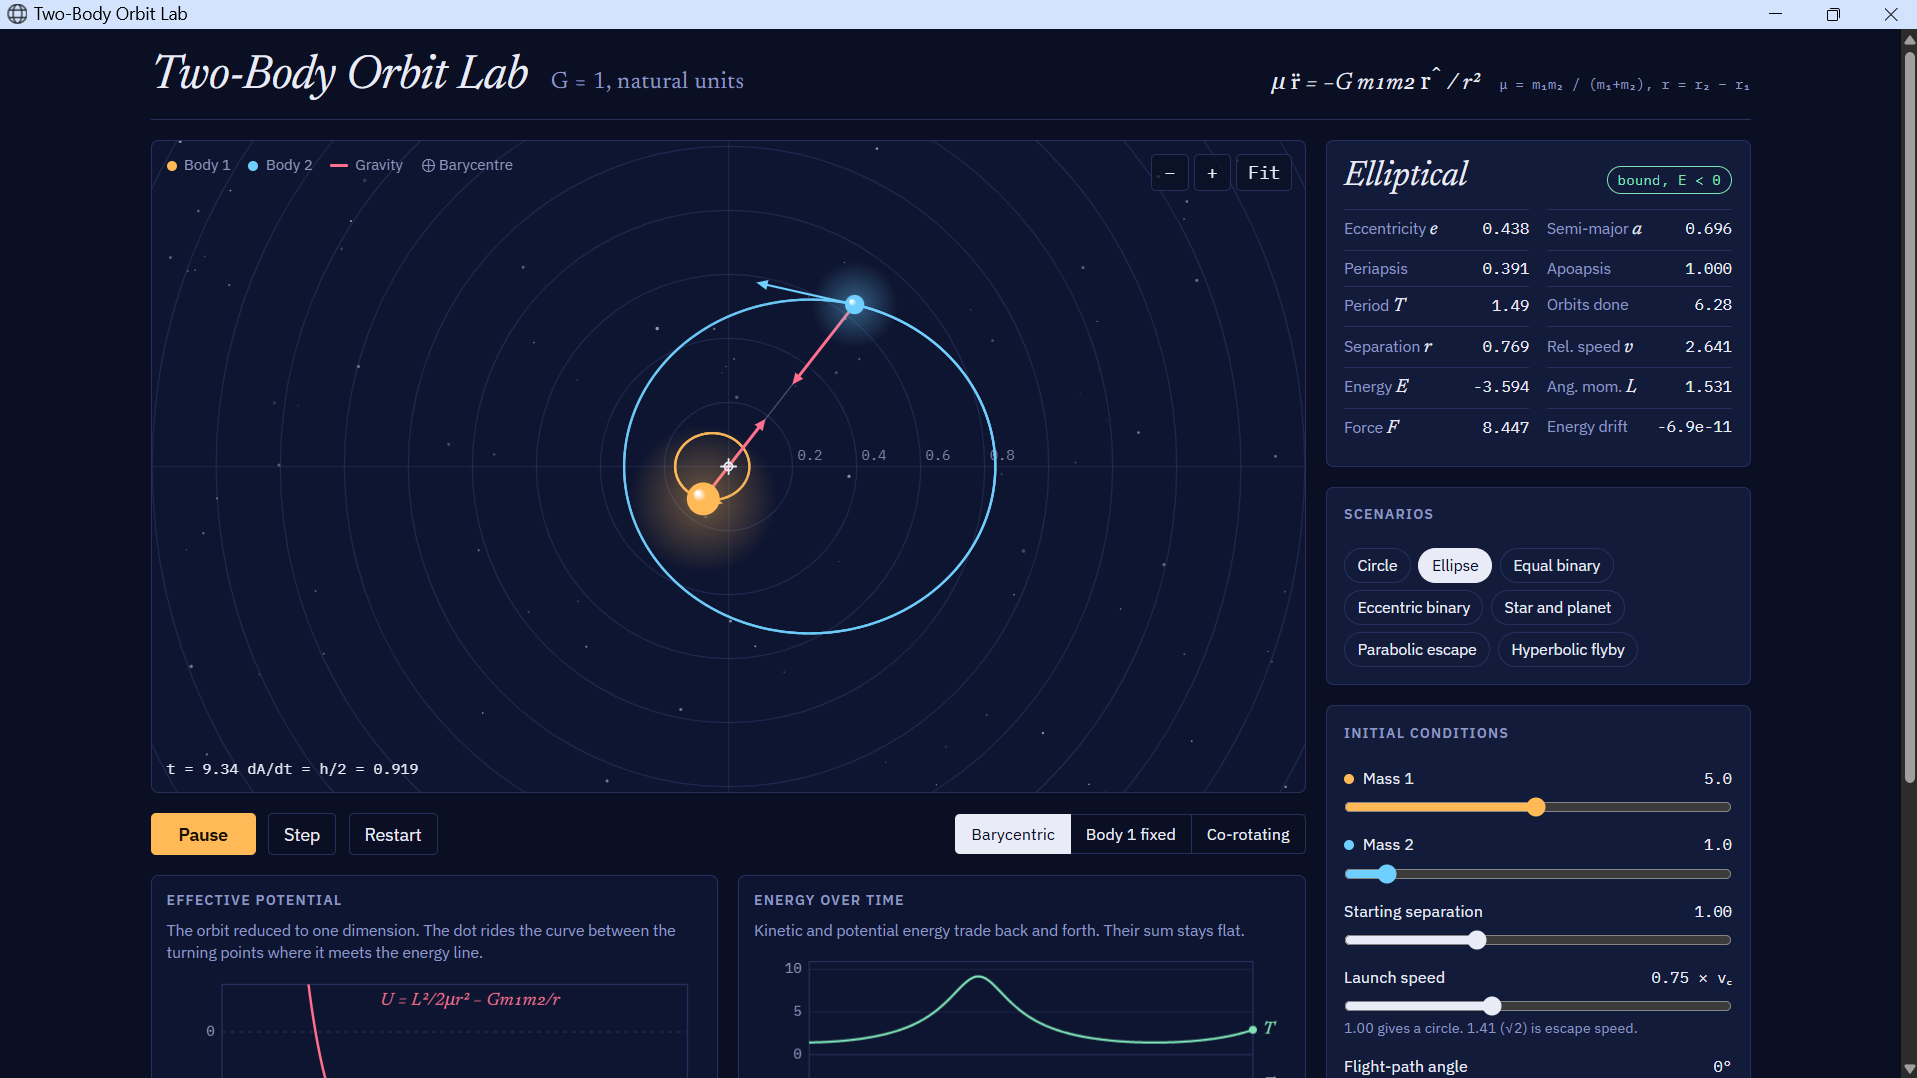 Two-Body Orbit Lab
Two-Body Orbit Lab G = 1, natural units
μ r̈ = −G m1m2 r̂ / r² μ = m₁m₂ / (m₁+m₂), r = r₂ − r₁
Body 1 Body 2 Gravity Barycentre
− + Fit
0.2 0.4 0.6 0.8
t = 9.34 dA/dt = h/2 = 0.919
Elliptical bound, E < 0
Eccentricity e 0.438 Semi-major a 0.696
Periapsis 0.391 Apoapsis 1.000
Period T 1.49 Orbits done 6.28
Separation r 0.769 Rel. speed v 2.641
Energy E -3.594 Ang. mom. L 1.531
Force F 8.447 Energy drift -6.9e-11
SCENARIOS
Circle Ellipse Equal binary
Eccentric binary Star and planet
Parabolic escape Hyperbolic flyby
INITIAL CONDITIONS
Mass 1 5.0
Mass 2 1.0
Starting separation 1.00
Launch speed 0.75 × v꜀
1.00 gives a circle. 1.41 (√2) is escape speed.
Flight-path angle 0°
Pause Step Restart Barycentric Body 1 fixed Co-rotating
EFFECTIVE POTENTIAL
The orbit reduced to one dimension. The dot rides the curve between the
turning points where it meets the energy line.
U = L²/2μr² − Gm1m2/r
0
ENERGY OVER TIME
Kinetic and potential energy trade back and forth. Their sum stays flat.
10
5
0
T